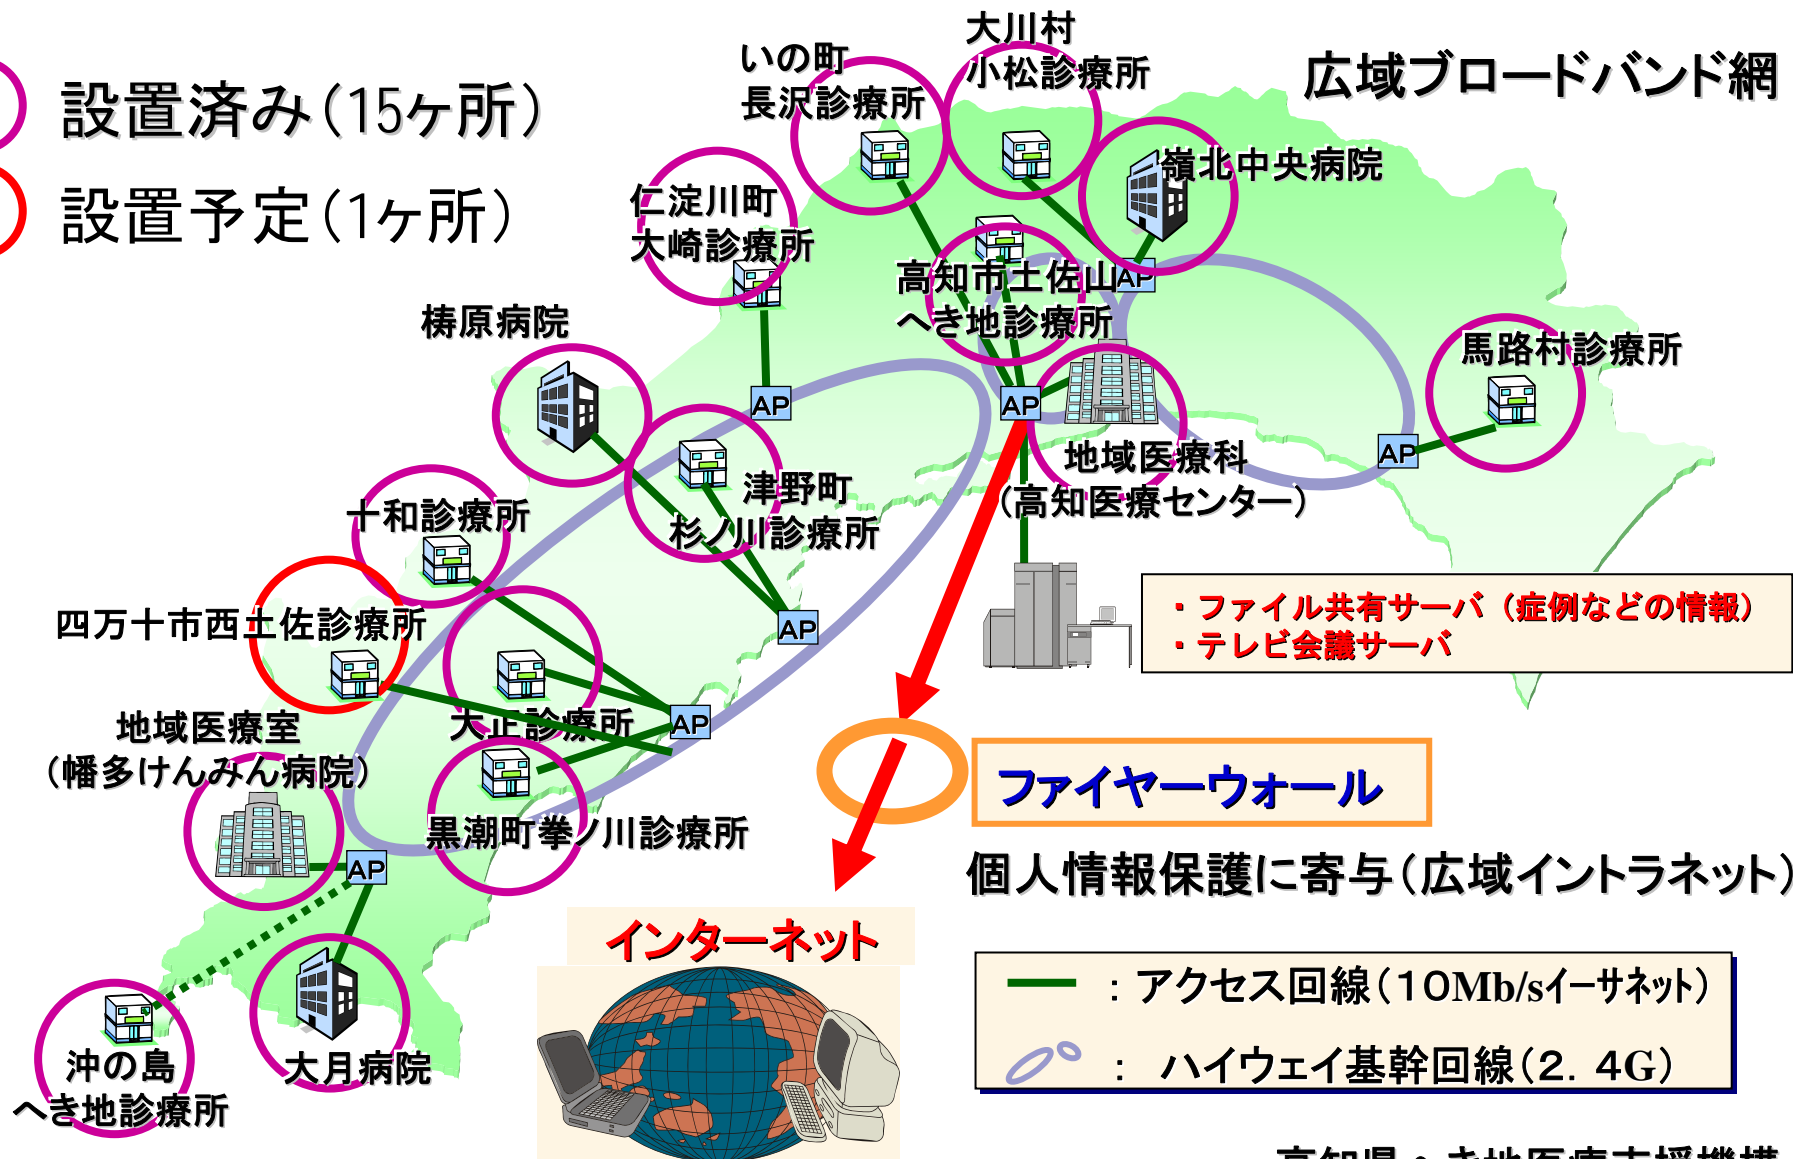 広域ブロードバンド網
設置済み(15ヶ所)
設置予定(1ヶ所)
いの町
長沢診療所
大川村
小松診療所
嶺北中央病院
仁淀川町
大崎診療所
高知市土佐山
へき地診療所
AP
梼原病院
馬路村診療所
AP
AP
AP
地域医療科
(高知医療センター)
津野町
杉ノ川診療所
十和診療所
四万十市西土佐診療所
AP
・ファイル共有サーバ(症例などの情報)
・テレビ会議サーバ
大正診療所
AP
地域医療室
(幡多けんみん病院)
ファイヤーウォール
黒潮町拳ノ川診療所
AP
個人情報保護に寄与(広域イントラネット)
インターネット
:アクセス回線(10Mb/sイーサネット)
: ハイウェイ基幹回線(2.4G)
大月病院
沖の島
へき地診療所
高知県へき地医療支援機構